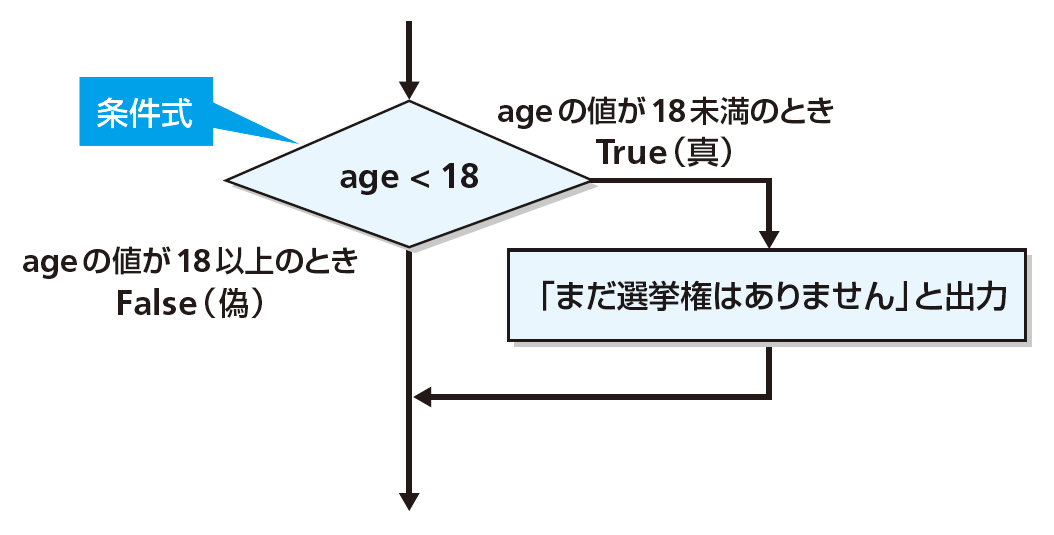 条件式
ageの値が18未満のとき
True（真）
age < 18
ageの値が18以上のとき
False（偽）
「まだ選挙権はありません」と出力